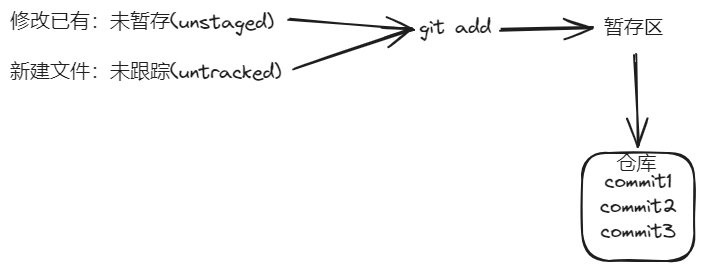 修改已有：未暂存(unstaged)
新建文件：未跟踪(untracked)
git add
暂存区
仓库
commit1
commit2
commit3